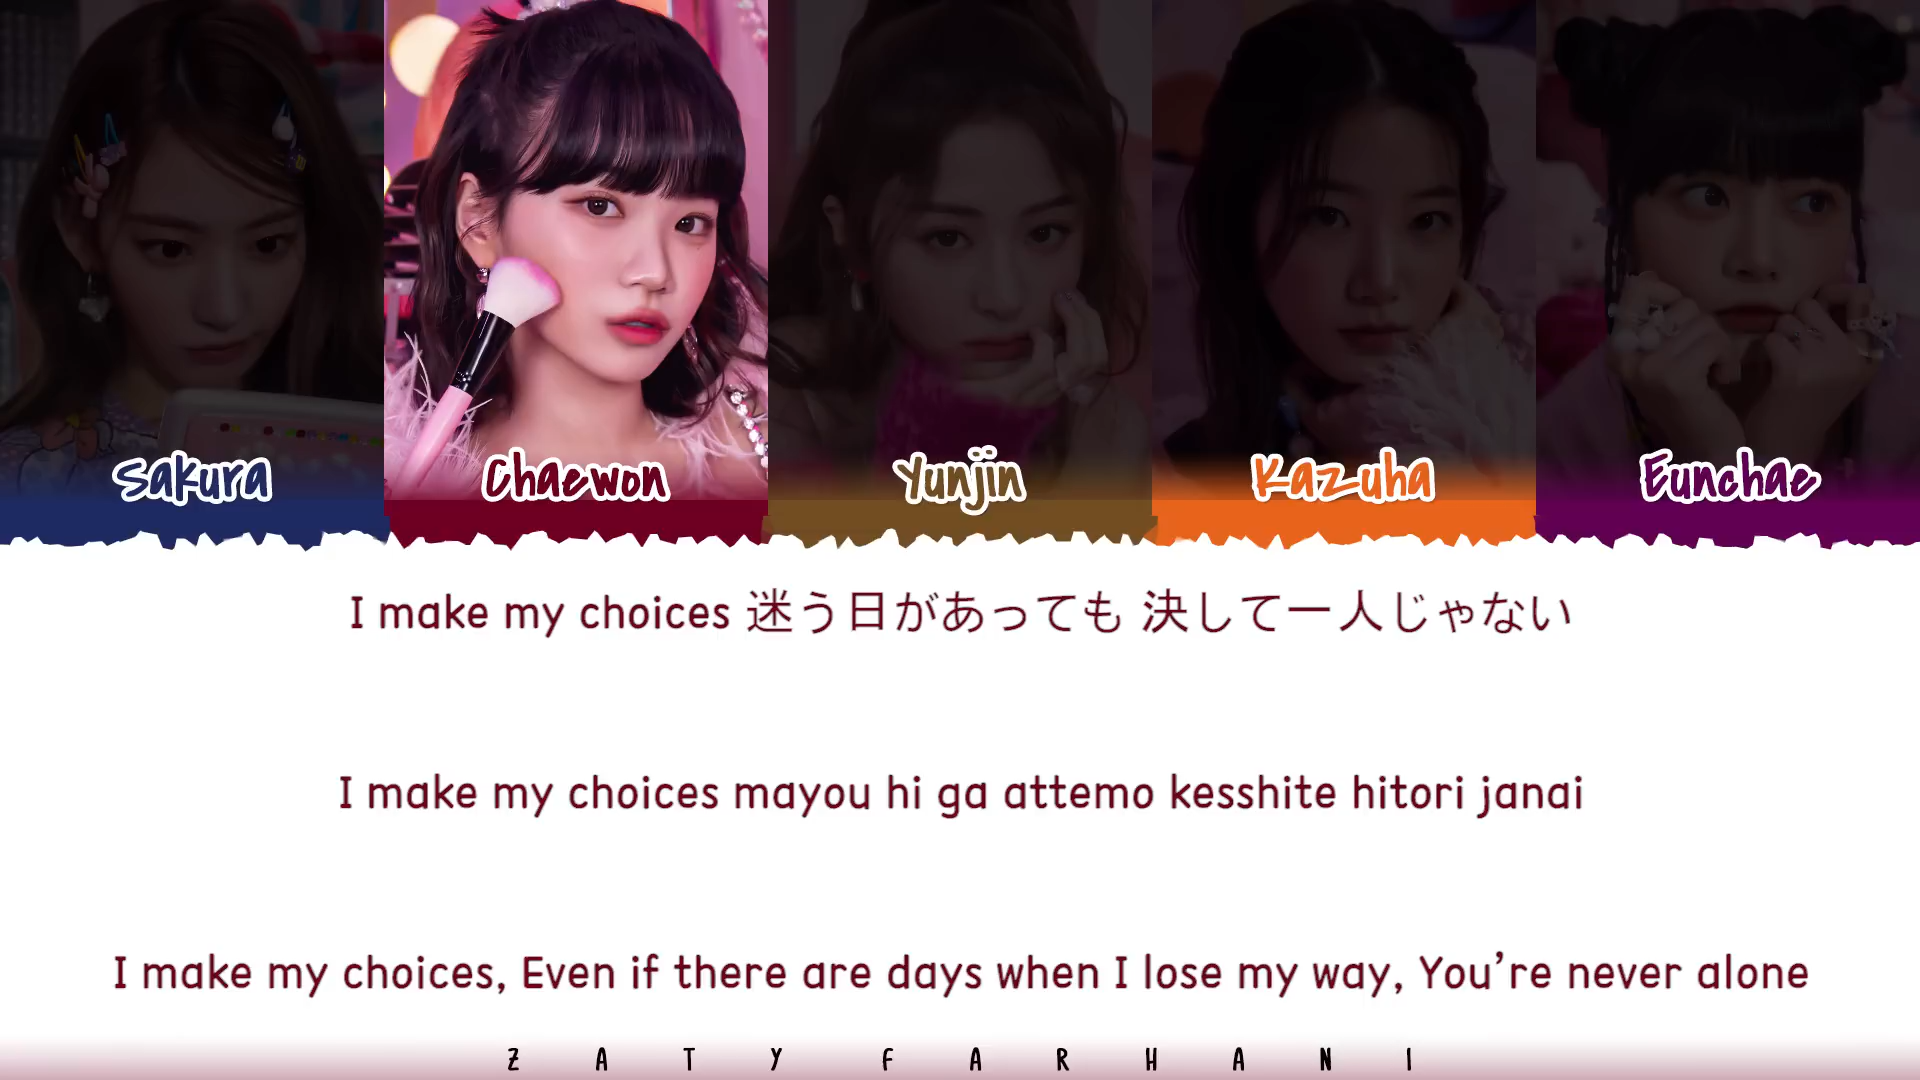 Sakura Chaewon Yunjin Kazuha Eunchae
I make my choices 迷う日があっても 決して一人じゃない
I make my choices mayou hi ga attemo kesshite hitori janai
I make my choices, Even if there are days when I lose my way, You’re never alone
ZATY FARHANI